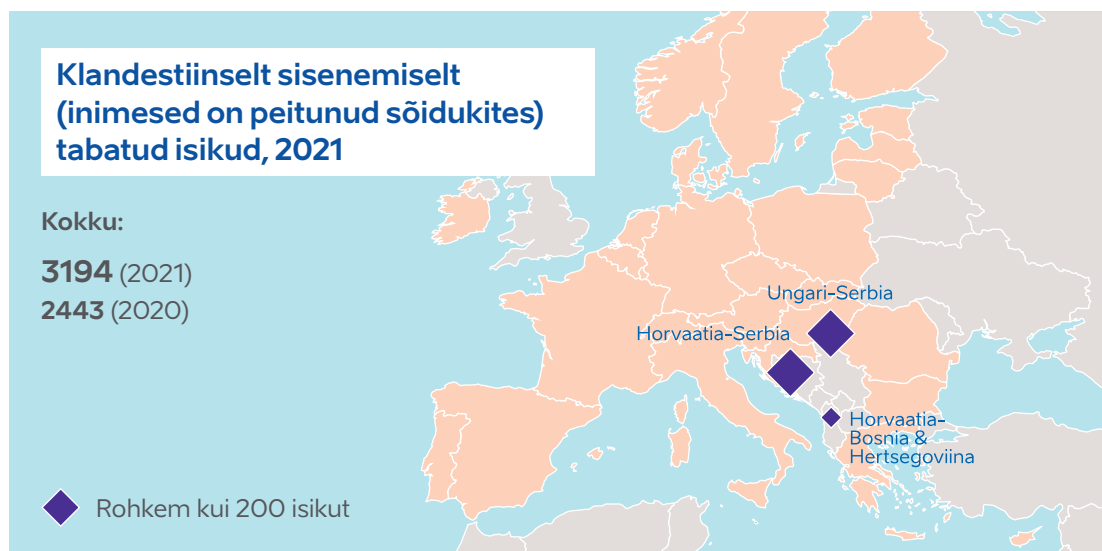 Klandestiinselt sisenemiselt
(inimesed on peitunud sõidukites)
tabatud isikud, 2021
Kokku:
3194 (2021)
2443 (2020)
Ungari-Serbia
Horvaatia-Serbia
Horvaatia-
Bosnia &
Hertsegoviina
Rohkem kui 200 isikut